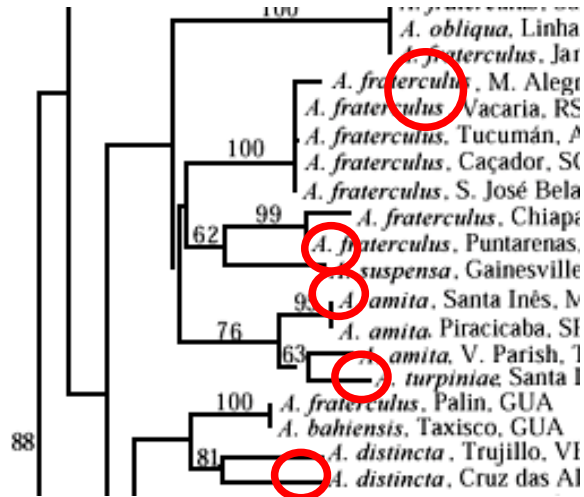 100
A. obliqua, Linha
A. fraterculus, Jar
A. fraterculus, M. Alegr
A. fraterculus Vacaria, RS
A. fraterculus, Tucumán, A
100
A. fraterculus, Caçador, SC
A. fraterculus, S. José Bela
99
A. fraterculus, Chiapa
62
A. fraterculus, Puntarenas,
A. suspensa, Gainesville
A. amita, Santa Inês, M
76
A. amita. Piracicaba, SF
63
A. amita, V. Parish, T
A. turpiniae, Santa I
100
A. fraterculus, Palin, GUA
A. bahiensis, Taxisco, GUA
88
81
A. distincta, Trujillo, VE
A. distincta, Cruz das Al